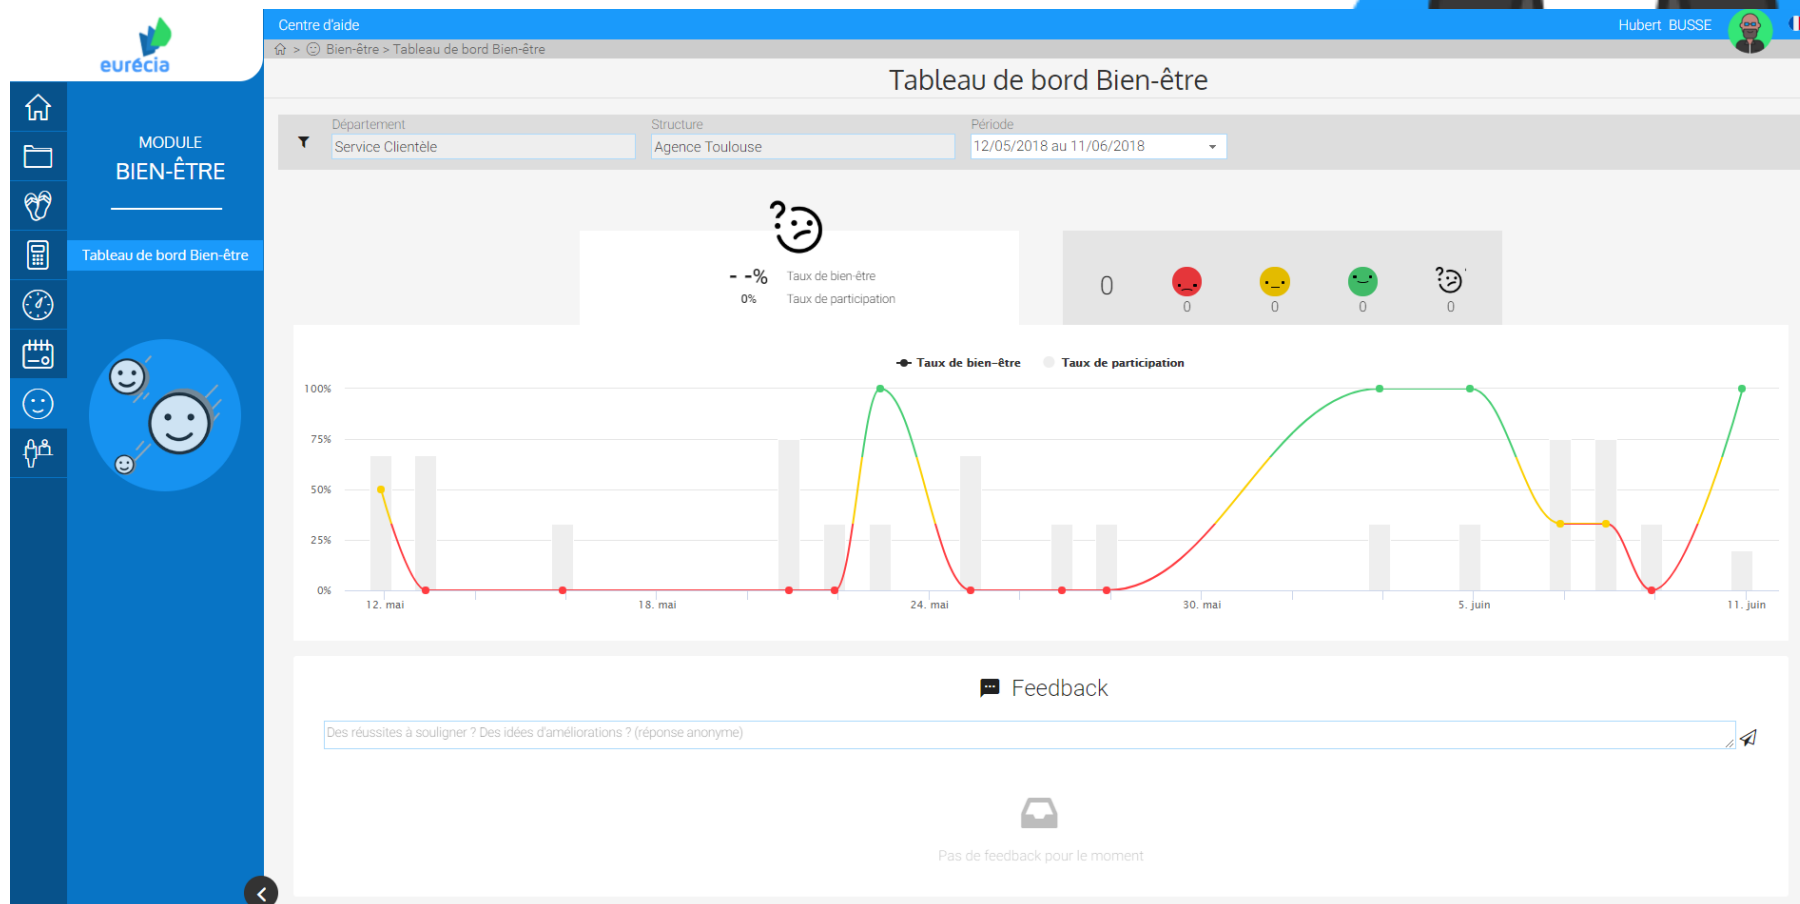 eurécia
Centre d'aide
Hubert BUSSE
> Bien-être > Tableau de bord Bien-être
Tableau de bord Bien-être
MODULE
BIEN-ÊTRE
Tableau de bord Bien-être
Département
Structure
Période
Service Clientèle
Agence Toulouse
12/05/2018 au 11/06/2018
- -% Taux de bien-être
0% Taux de participation
0
0 0 0 0
Taux de bien-être Taux de participation
100%
75%
50%
25%
0%
12. mai 18. mai 24. mai 30. mai 5. juin 11. juin
Feedback
Des réussites à souligner ? Des idées d'améliorations ? (réponse anonyme)
Pas de feedback pour le moment